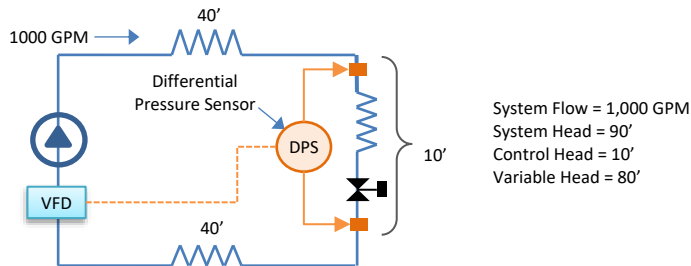 40’
1000 GPM
Differential
Pressure Sensor
DPS
10’
VFD
40’
System Flow = 1,000 GPM
System Head = 90’
Control Head = 10’
Variable Head = 80’